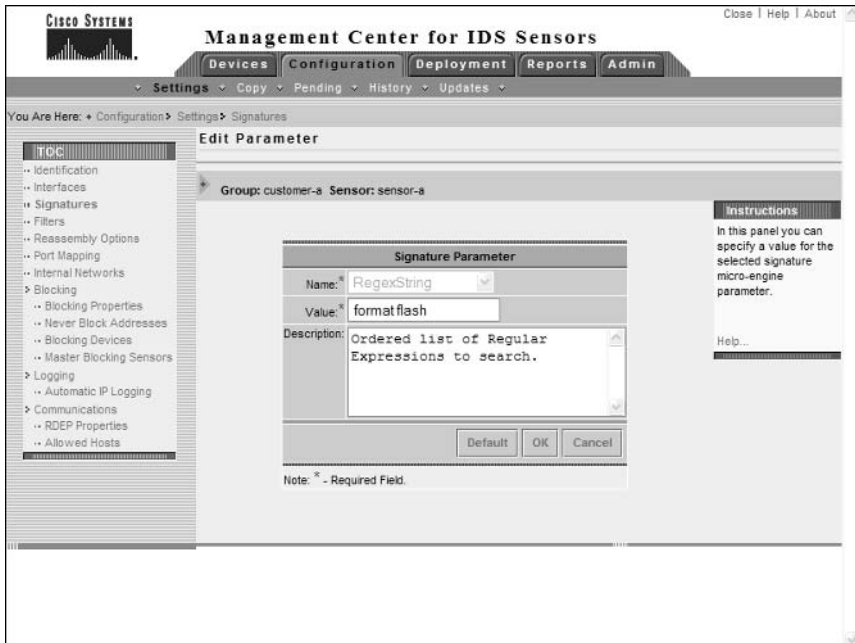 Close | Help | About
CISCO SYSTEMS
Management Center for IDS Sensors
Devices Configuration Deployment Reports Admin
Settings Copy Pending History Updates
You Are Here: Configuration > Settings > Signatures
TOC
Identification
Interfaces
Signatures
Filters
Reassembly Options
Port Mapping
Internal Networks
Blocking
Blocking Properties
Never Block Addresses
Blocking Devices
Master Blocking Sensors
Logging
Automatic IP Logging
Communications
RDEP Properties
Allowed Hosts
Edit Parameter
Group: customer-a Sensor: sensor-a
Signature Parameter
Name:* RegexString
Value:* format flash
Description: Ordered list of Regular
Expressions to search.
Default OK Cancel
Note: * - Required Field.
Instructions
In this panel you can
specify a value for the
selected signature
micro-engine
parameter.
Help...